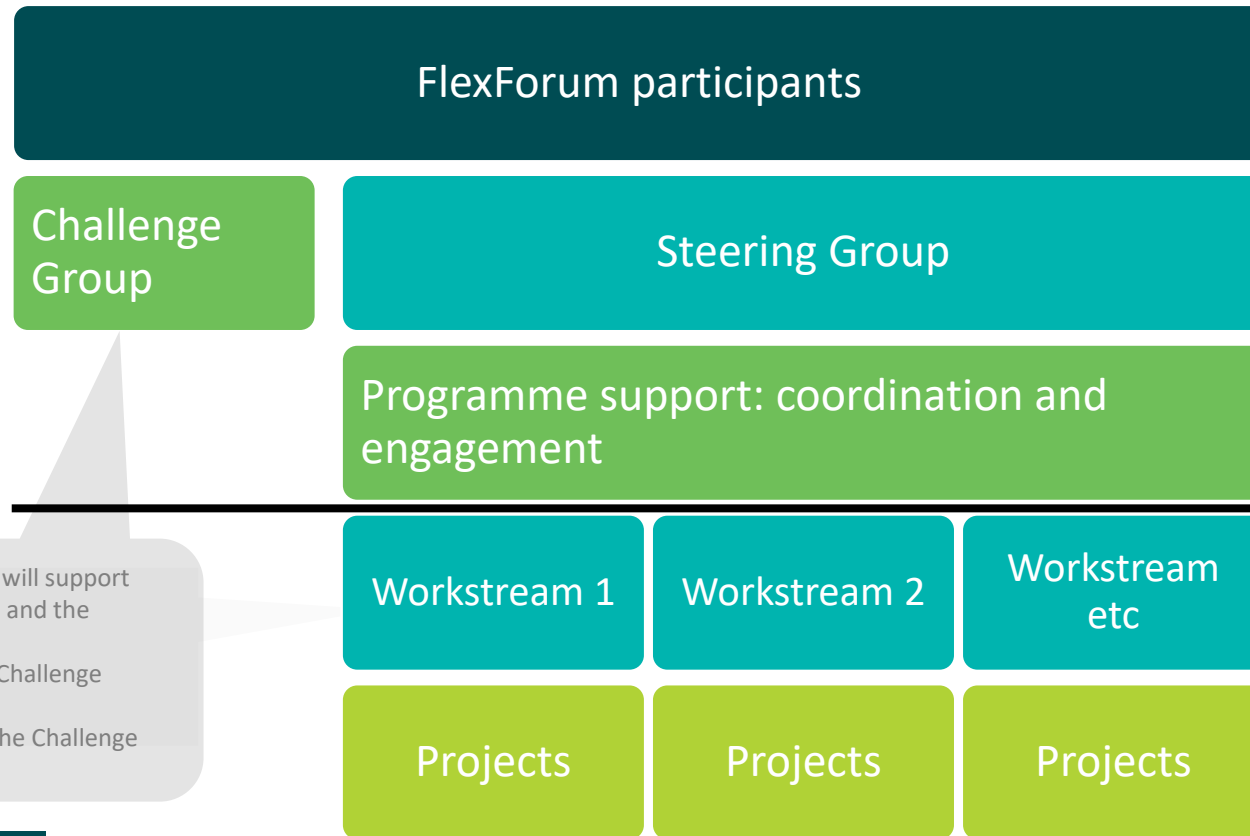 FlexForum participants
Challenge
Group
Steering Group
Programme support: coordination and
engagement
will support
and the
Challenge
he Challenge
Workstream 1
Workstream 2
Workstream
etc
Projects
Projects
Projects